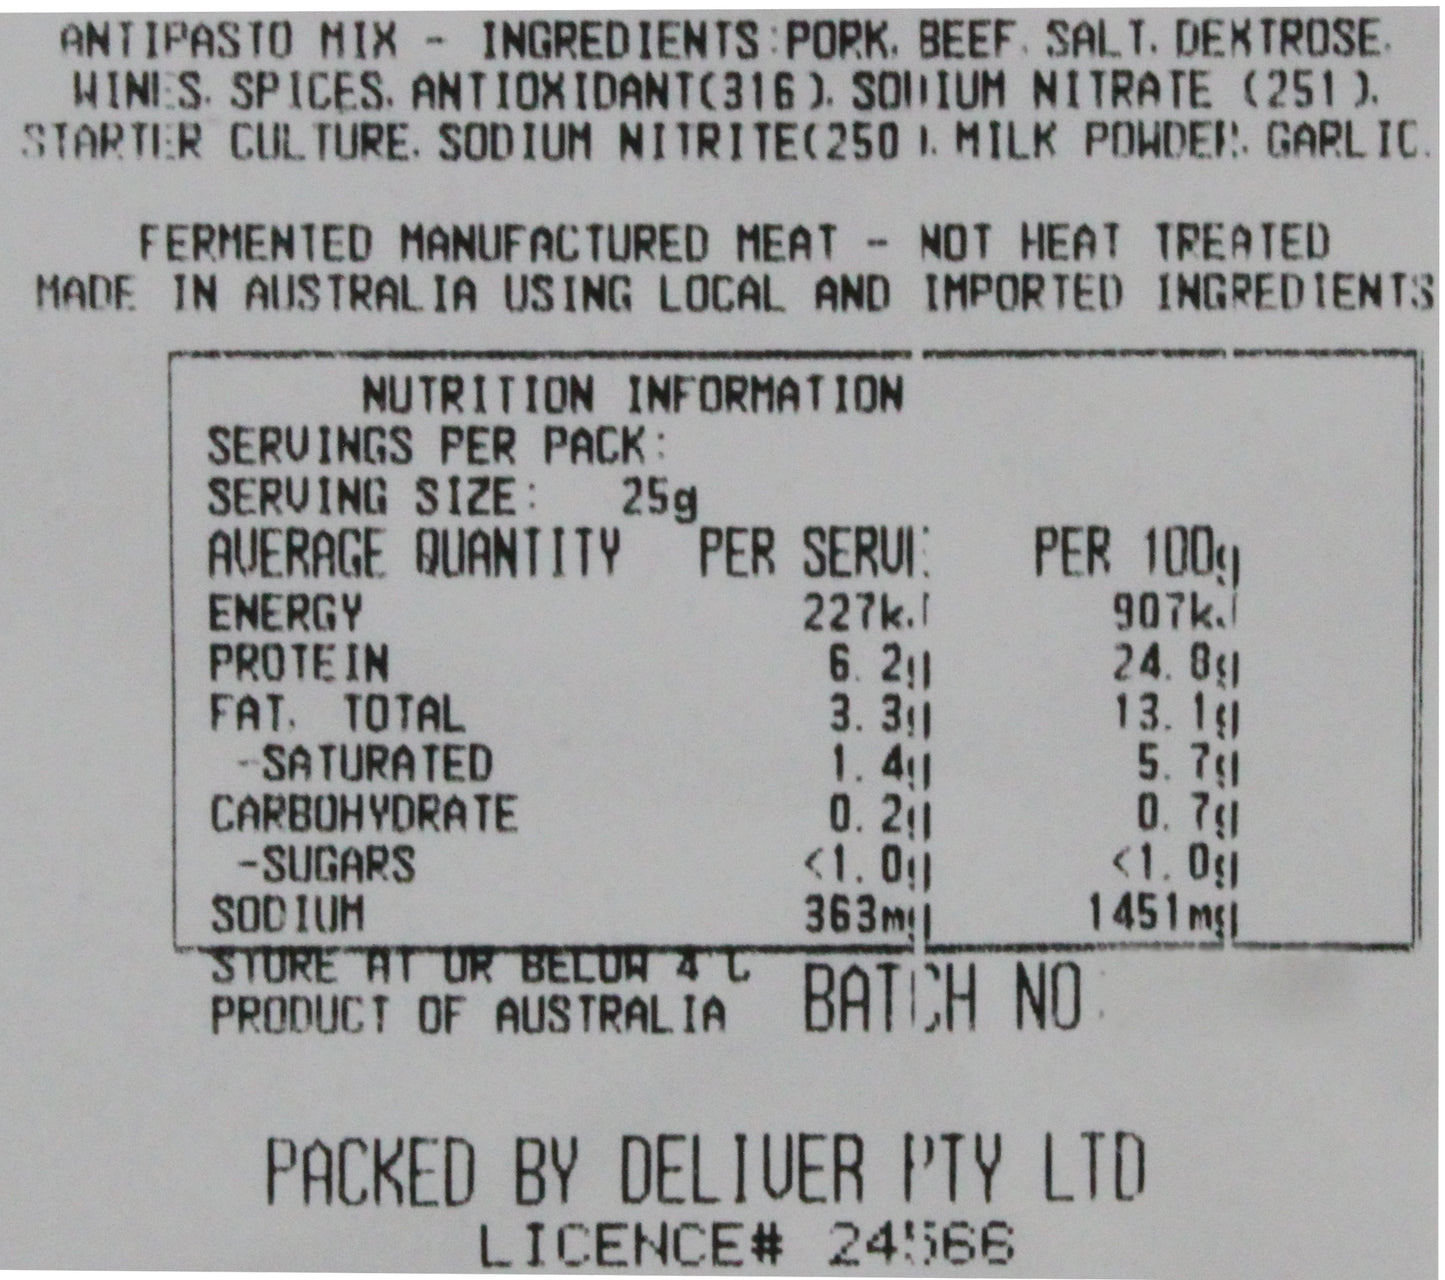 ANTIPASTO MIX - INGREDIENTS:PORK, BEEF, SALT, DEXTROSE,
WINES, SPICES, ANTIOXIDANT(316), SODIUM NITRATE (251),
STARTER CULTURE, SODIUM NITRITE(250), MILK POWDER, GARLIC.
FERMENTED MANUFACTURED MEAT - NOT HEAT TREATED
MADE IN AUSTRALIA USING LOCAL AND IMPORTED INGREDIENTS
NUTRITION INFORMATION
SERVINGS PER PACK:
SERVING SIZE: 25g
AVERAGE QUANTITY PER SERVE PER 100g
ENERGY 227kJ 907kJ
PROTEIN 6.2g 24.8g
FAT, TOTAL 3.3g 13.1g
-SATURATED 1.4g 5.7g
CARBOHYDRATE 0.2g 0.7g
-SUGARS <1.0g <1.0g
SODIUM 363mg 1451mg
STORE AT OR BELOW 4 C
PRODUCT OF AUSTRALIA BATCH NO:
PACKED BY DELIVER PTY LTD
LICENCE# 24566